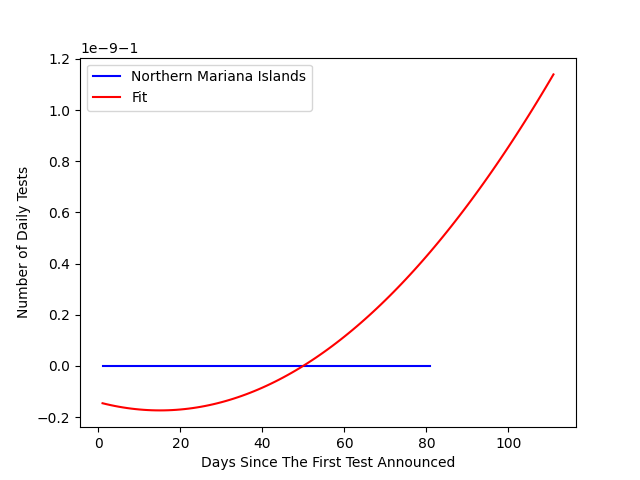 1e−9−1
1.2
1.0
0.8
0.6
0.4
0.2
0.0
−0.2
Number of Daily Tests
Northern Mariana Islands
Fit
0 20 40 60 80 100
Days Since The First Test Announced